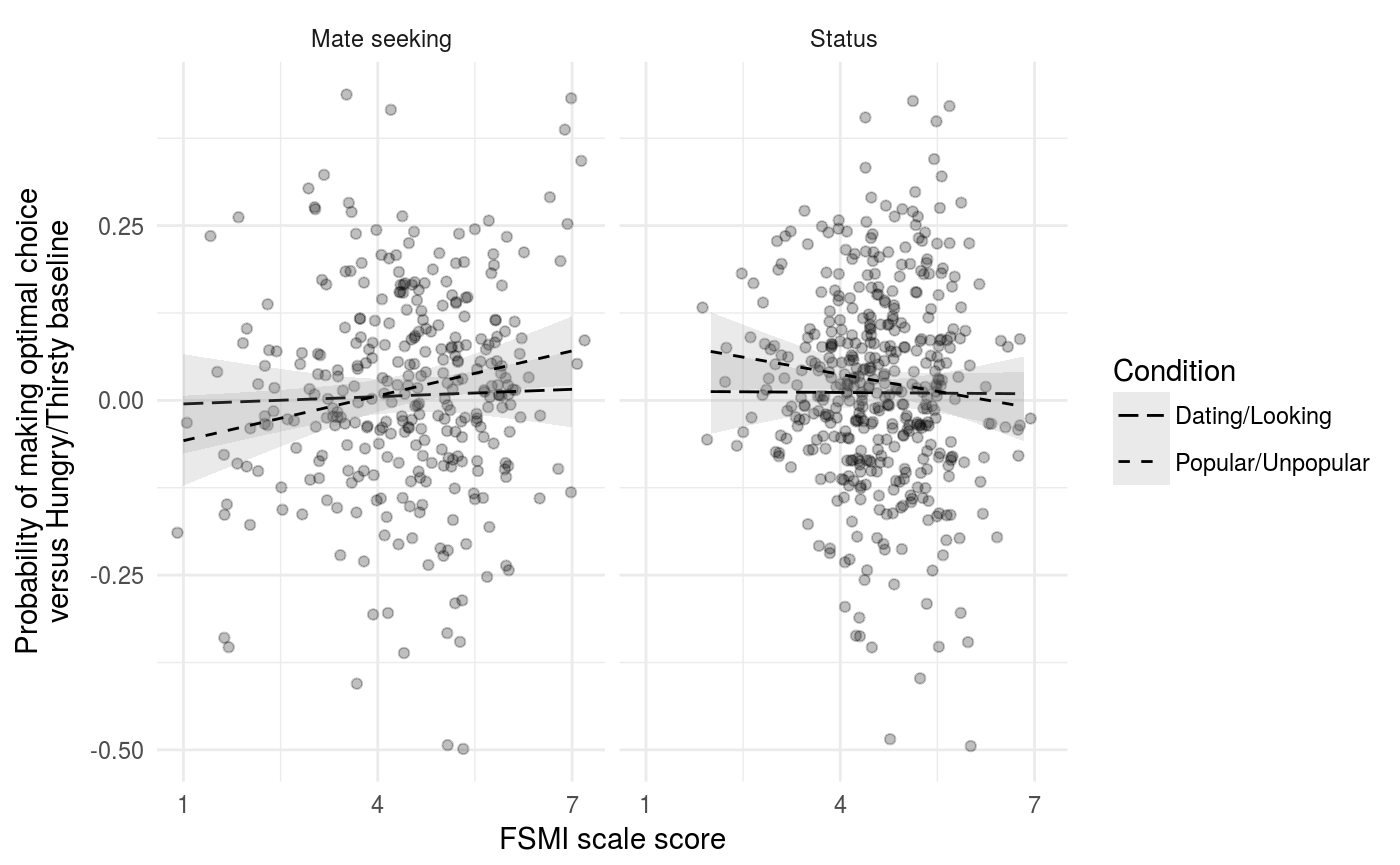 Mate seeking
Status
Probability of making optimal choice
versus Hungry/Thirsty baseline
0.25
0.00
-0.25
-0.50
1
4
7
1
4
7
FSMI scale score
Condition
Dating/Looking
Popular/Unpopular